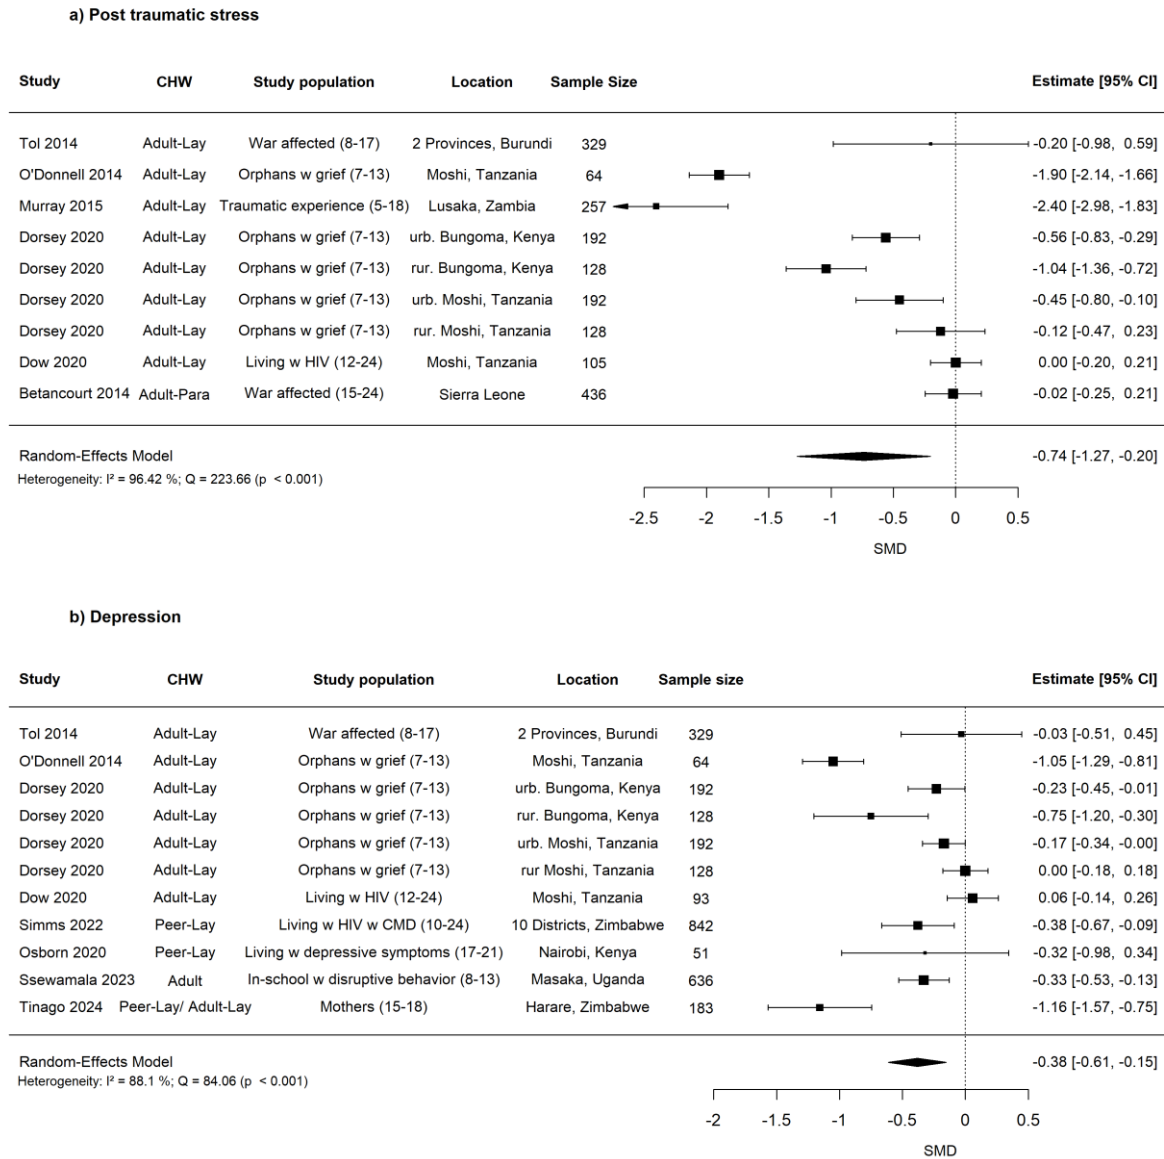 a) Post traumatic stress
Study CHW Study population Location Sample Size Estimate [95% CI]
Tol 2014 Adult-Lay War affected (8-17) 2 Provinces, Burundi 329 -0.20 [-0.98, 0.59]
O'Donnell 2014 Adult-Lay Orphans w grief (7-13) Moshi, Tanzania 64 -1.90 [-2.14, -1.66]
Murray 2015 Adult-Lay Traumatic experience (5-18) Lusaka, Zambia 257 -2.40 [-2.98, -1.83]
Dorsey 2020 Adult-Lay Orphans w grief (7-13) urb. Bungoma, Kenya 192 -0.56 [-0.83, -0.29]
Dorsey 2020 Adult-Lay Orphans w grief (7-13) rur. Bungoma, Kenya 128 -1.04 [-1.36, -0.72]
Dorsey 2020 Adult-Lay Orphans w grief (7-13) urb. Moshi, Tanzania 192 -0.45 [-0.80, -0.10]
Dorsey 2020 Adult-Lay Orphans w grief (7-13) rur. Moshi, Tanzania 128 -0.12 [-0.47, 0.23]
Dow 2020 Adult-Lay Living w HIV (12-24) Moshi, Tanzania 105 0.00 [-0.20, 0.21]
Betancourt 2014 Adult-Para War affected (15-24) Sierra Leone 436 -0.02 [-0.25, 0.21]
Random-Effects Model -0.74 [-1.27, -0.20]
Heterogeneity: I² = 96.42 %; Q = 223.66 (p < 0.001)
-2.5 -2 -1.5 -1 -0.5 0 0.5
SMD
b) Depression
Study CHW Study population Location Sample size Estimate [95% CI]
Tol 2014 Adult-Lay War affected (8-17) 2 Provinces, Burundi 329 -0.03 [-0.51, 0.45]
O'Donnell 2014 Adult-Lay Orphans w grief (7-13) Moshi, Tanzania 64 -1.05 [-1.29, -0.81]
Dorsey 2020 Adult-Lay Orphans w grief (7-13) urb. Bungoma, Kenya 192 -0.23 [-0.45, -0.01]
Dorsey 2020 Adult-Lay Orphans w grief (7-13) rur. Bungoma, Kenya 128 -0.75 [-1.20, -0.30]
Dorsey 2020 Adult-Lay Orphans w grief (7-13) urb. Moshi, Tanzania 192 -0.17 [-0.34, -0.00]
Dorsey 2020 Adult-Lay Orphans w grief (7-13) rur Moshi, Tanzania 128 0.00 [-0.18, 0.18]
Dow 2020 Adult-Lay Living w HIV (12-24) Moshi, Tanzania 93 0.06 [-0.14, 0.26]
Simms 2022 Peer-Lay Living w HIV w CMD (10-24) 10 Districts, Zimbabwe 842 -0.38 [-0.67, -0.09]
Osborn 2020 Peer-Lay Living w depressive symptoms (17-21) Nairobi, Kenya 51 -0.32 [-0.98, 0.34]
Ssewamala 2023 Adult In-school w disruptive behavior (8-13) Masaka, Uganda 636 -0.33 [-0.53, -0.13]
Tinago 2024 Peer-Lay/ Adult-Lay Mothers (15-18) Harare, Zimbabwe 183 -1.16 [-1.57, -0.75]
Random-Effects Model -0.38 [-0.61, -0.15]
Heterogeneity: I² = 88.1 %; Q = 84.06 (p < 0.001)
-2 -1.5 -1 -0.5 0 0.5
SMD